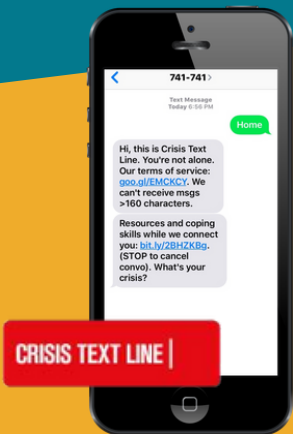 741-741 >
Text Message
Today 6:56 PM
Home
Hi, this is Crisis Text
Line. You're not alone.
Our terms of service:
goo.gl/EMCKCY. We
can't receive msgs
>160 characters.
Resources and coping
skills while we connect
you: bit.ly/2BHZKBg.
(STOP to cancel
convo). What's your
crisis?
CRISIS TEXT LINE |